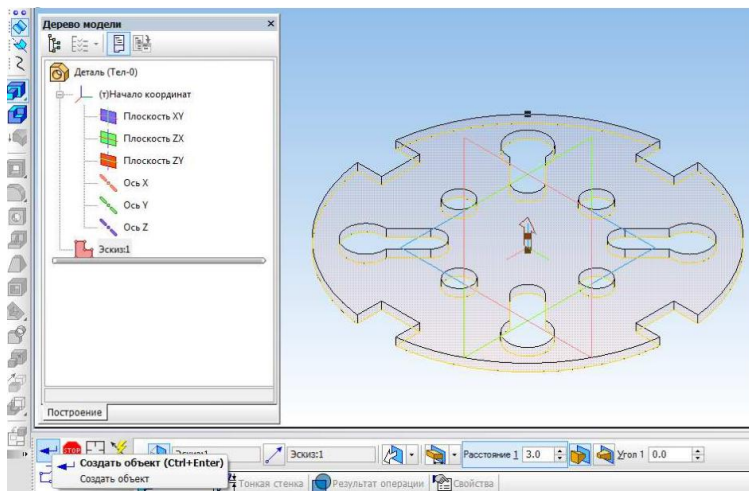 Дерево модели
Деталь (Тел-0)
(т)Начало координат
Плоскость XY
Плоскость ZX
Плоскость ZY
Ось X
Ось Y
Ось Z
Эскиз:1
Построение
STOP
Эскиз:1
Расстояние 1 3.0
Угол 1 0.0
Создать объект (Ctrl+Enter)
Создать объект
Тонкая стенка
Результат операции
Свойства